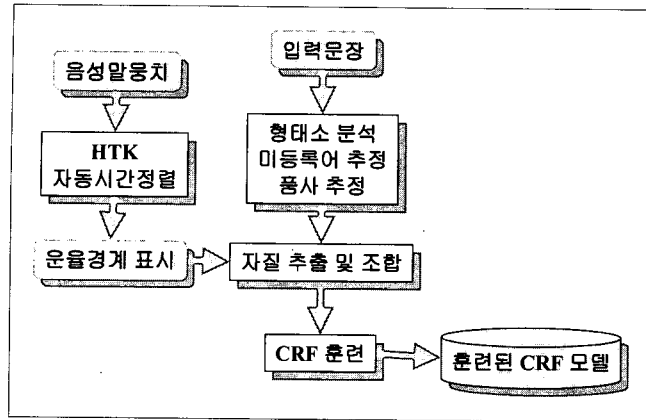 음성말뭉치
입력문장
HTK
자동시간정렬
형태소 분석
미등록어 추정
품사 추정
운율경계 표시
자질 추출 및 조합
CRF 훈련
훈련된 CRF 모델